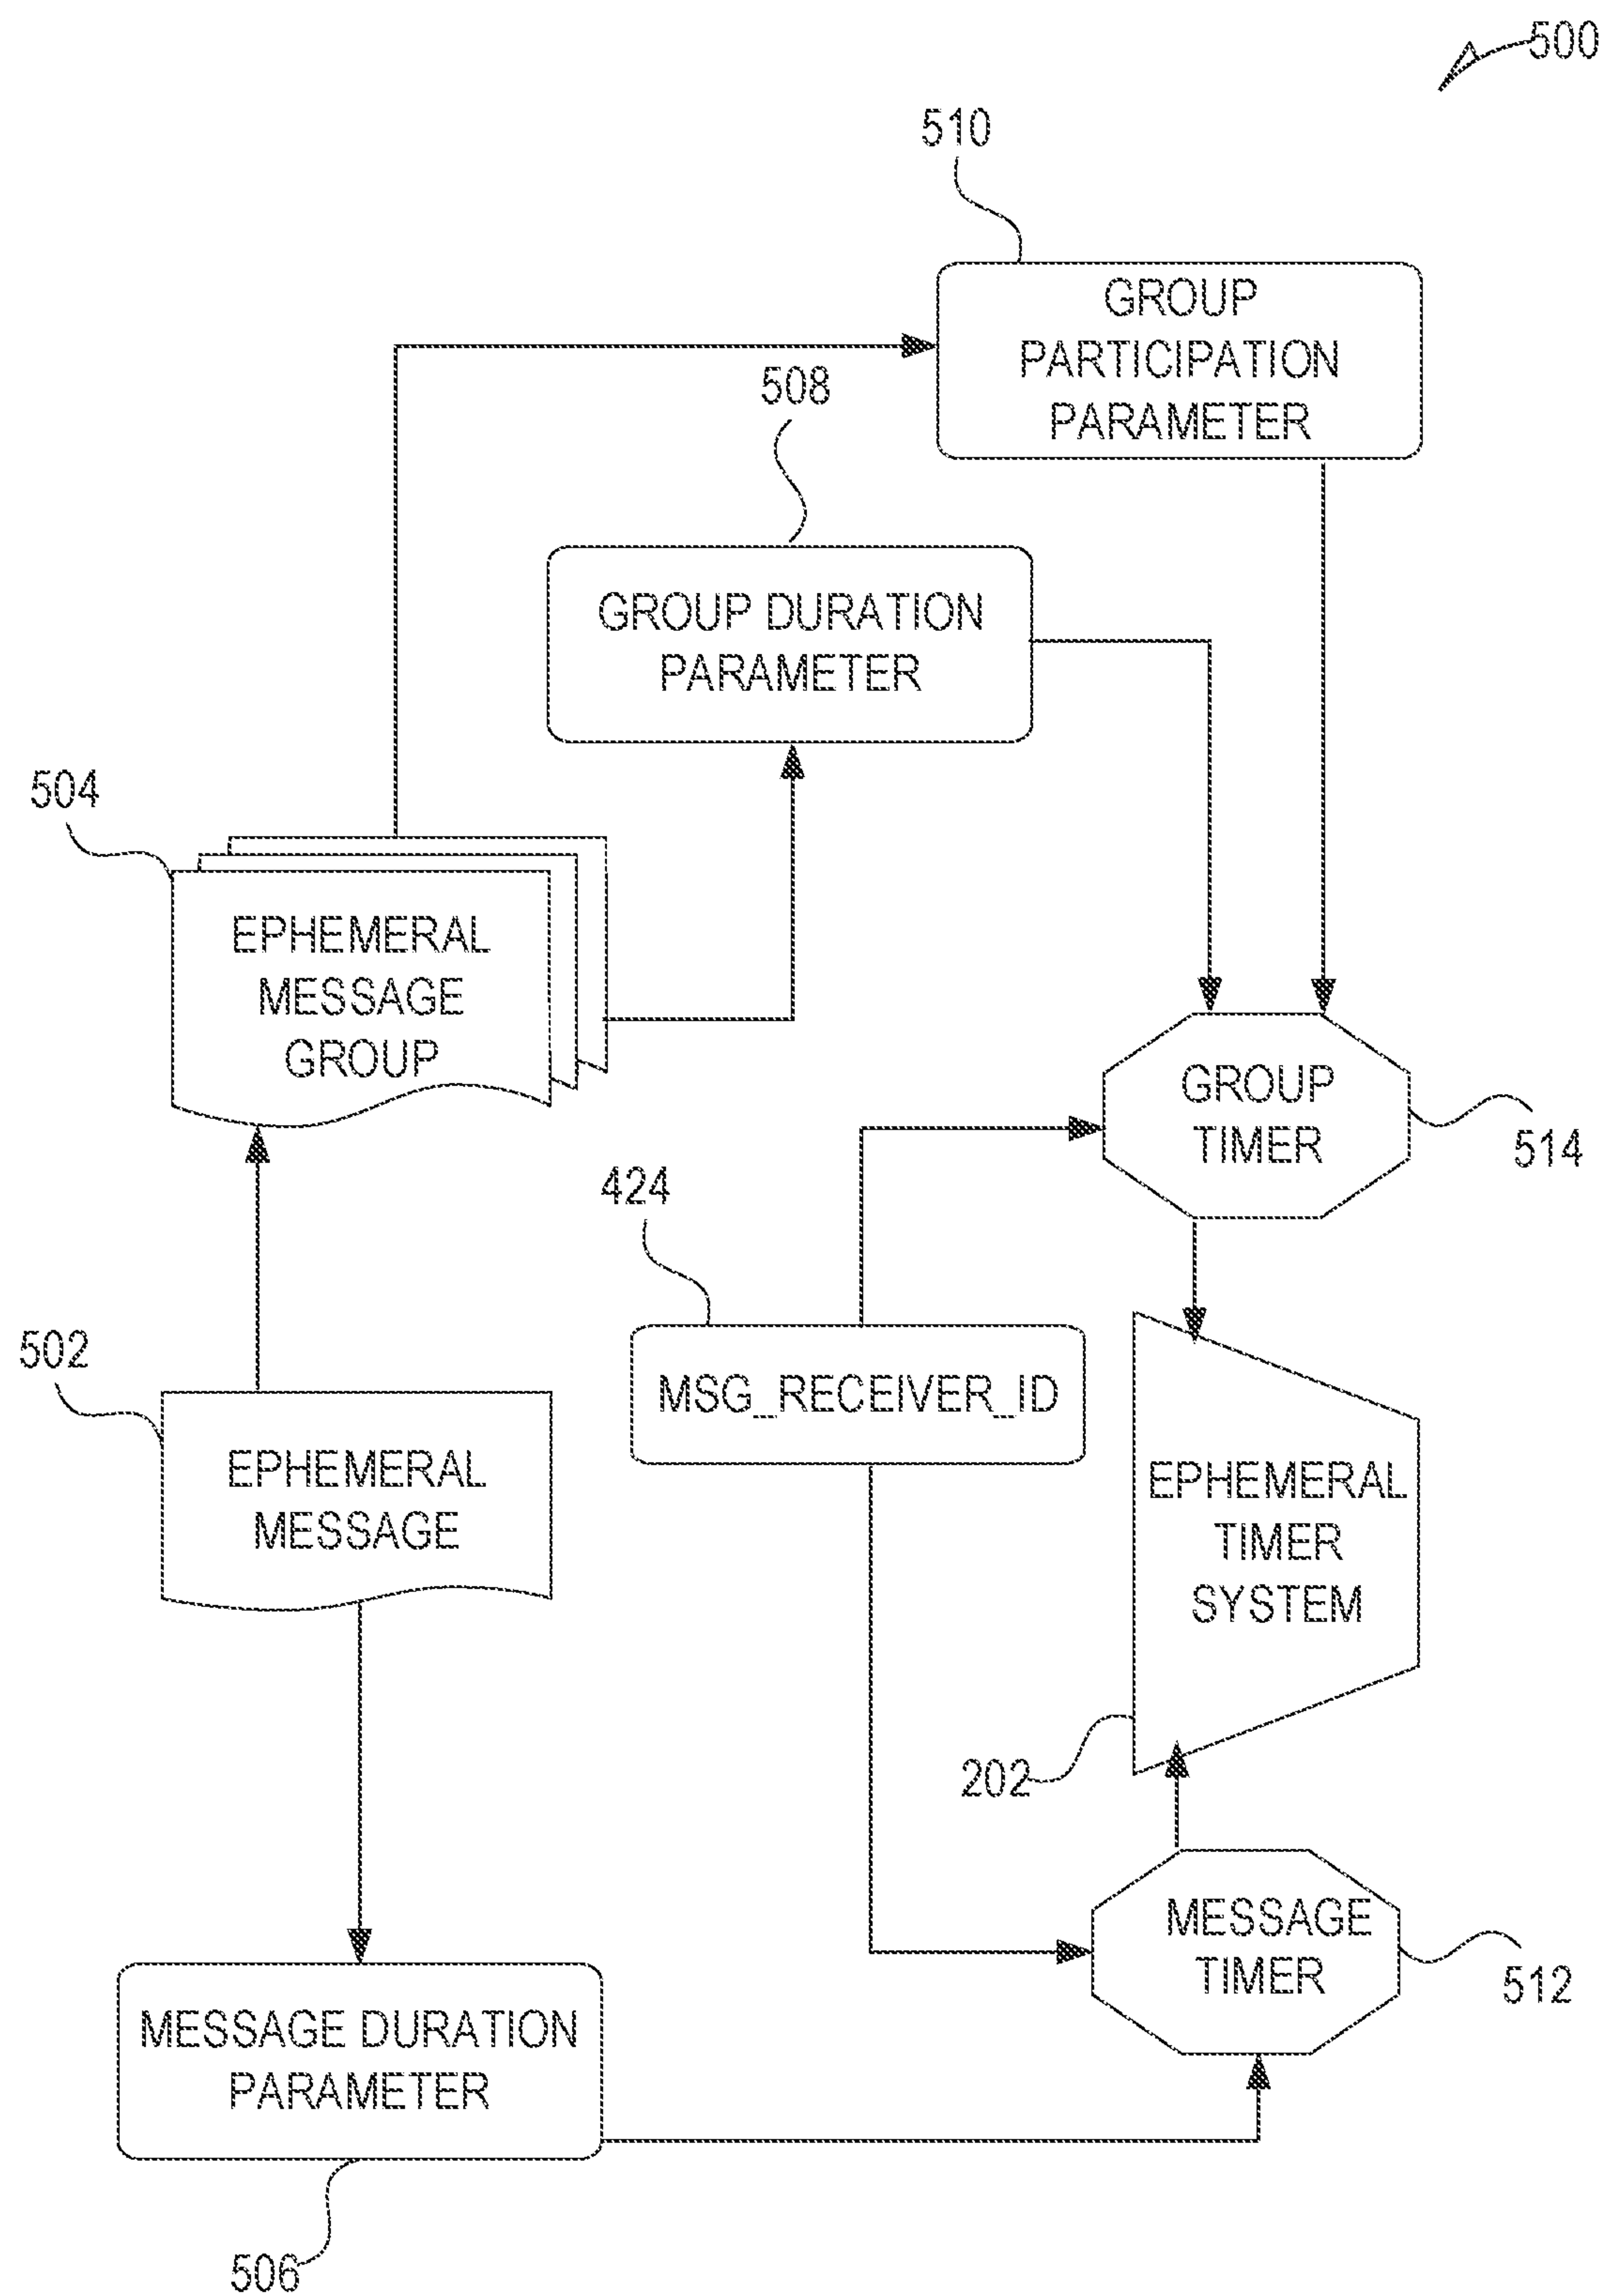 500
510
GROUP
PARTICIPATION
PARAMETER
508
GROUP DURATION
PARAMETER
504
EPHEMERAL
MESSAGE
GROUP
GROUP
TIMER
514
424
MSG_RECEIVER_ID
502
EPHEMERAL
MESSAGE
EPHEMERAL
TIMER
SYSTEM
202
MESSAGE
TIMER
512
MESSAGE DURATION
PARAMETER
506